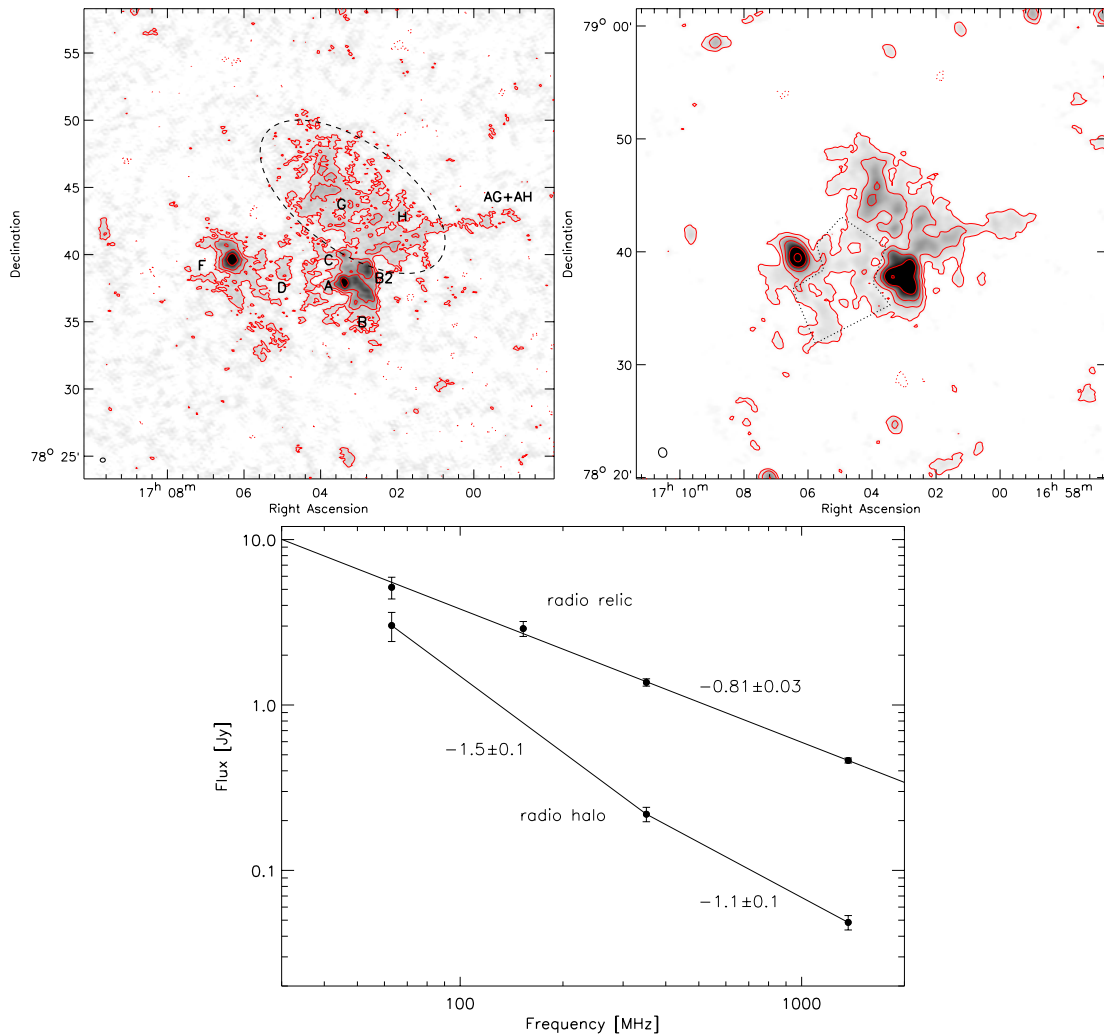 55
50
45
40
35
30
78° 25'
Declination
17ʰ 08ᵐ
06
04
02
00
Right Ascension
AG+AH
G
H
C
A
B2
B
F
D
79° 00'
50
40
30
78° 20'
Declination
17ʰ 10ᵐ
08
06
04
02
00
16 58ᵐ
Right Ascension
10.0
1.0
0.1
Flux [Jy]
radio relic
−0.81±0.03
−1.5±0.1
radio halo
−1.1±0.1
100
1000
Frequency [MHz]